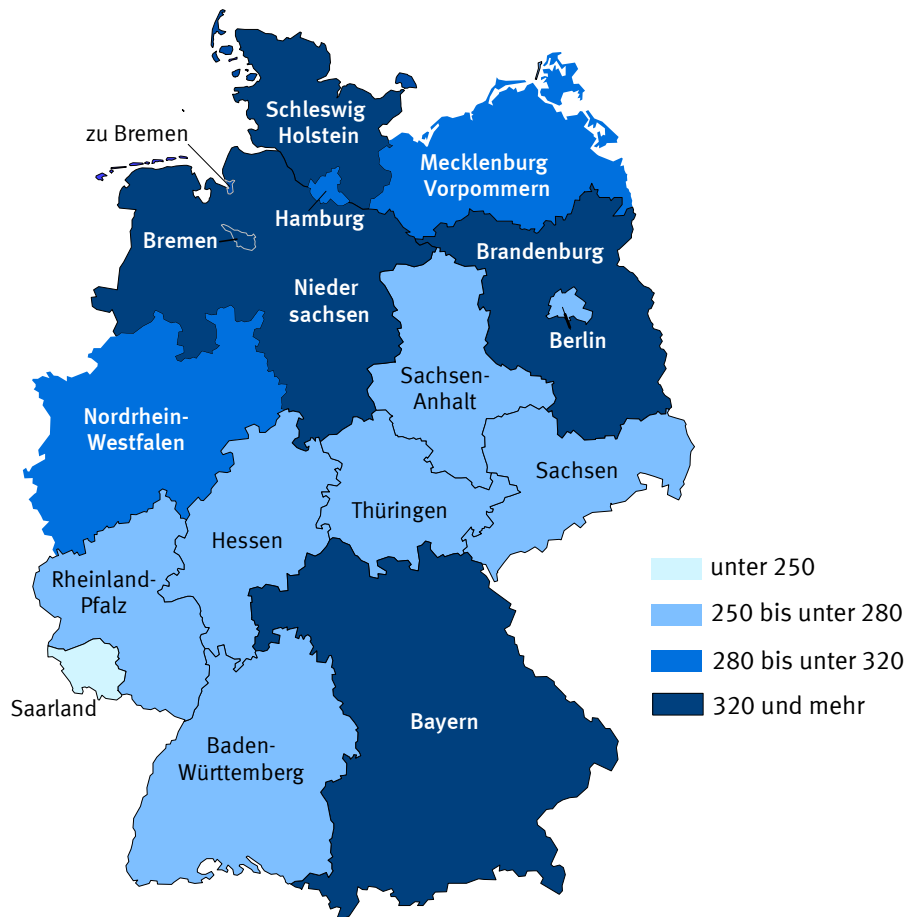 Schleswig
Holstein
zu Bremen
Mecklenburg
Vorpommern
Hamburg
Bremen
Brandenburg
Nieder
sachsen
Berlin
Sachsen-
Anhalt
Nordrhein-
Westfalen
Sachsen
Thüringen
Hessen
Rheinland-
Pfalz
unter 250
250 bis unter 280
280 bis unter 320
320 und mehr
Saarland
Bayern
Baden-
Württemberg